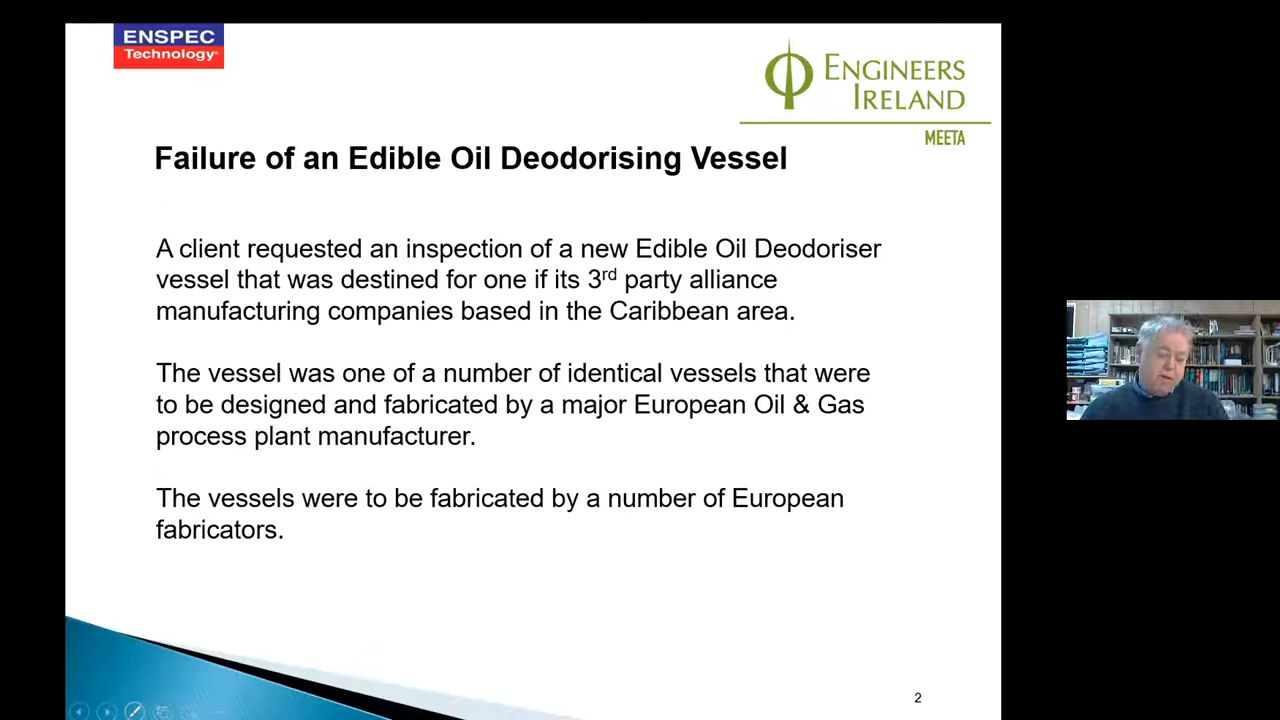 ENSPEC
Technology
ENGINEERS
IRELAND
MEETA
Failure of an Edible Oil Deodorising Vessel
A client requested an inspection of a new Edible Oil Deodoriser
vessel that was destined for one if its 3rd party alliance
manufacturing companies based in the Caribbean area.
The vessel was one of a number of identical vessels that were
to be designed and fabricated by a major European Oil & Gas
process plant manufacturer.
The vessels were to be fabricated by a number of European
fabricators.
2